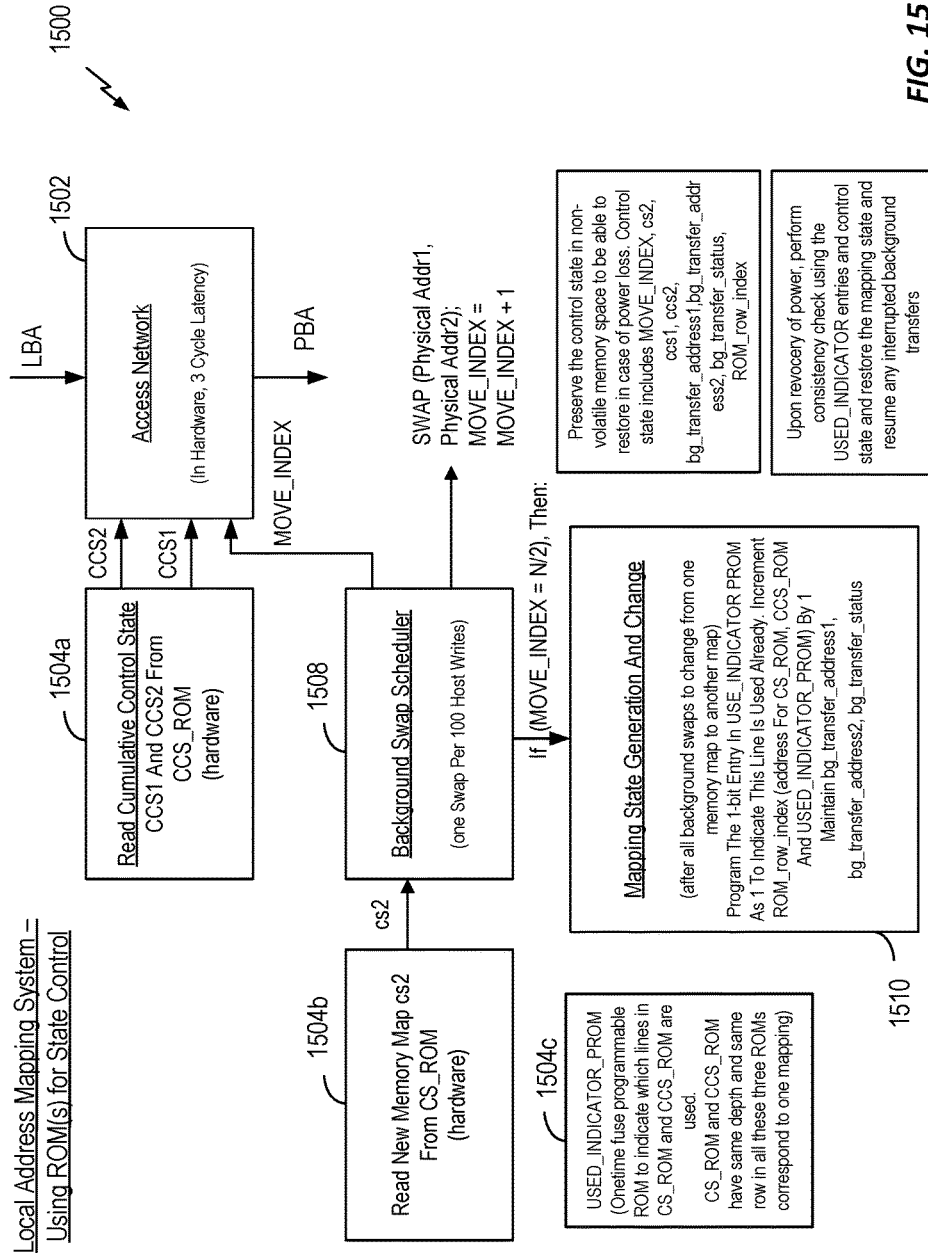 Local Address Mapping System –
Using ROM(s) for State Control
1500
LBA
1502
Access Network
(In Hardware, 3 Cycle Latency)
PBA
CCS2
CCS1
MOVE_INDEX
1504a
Read Cumulative Control State
CCS1 And CCS2 From
CCS_ROM
(hardware)
1504b
Read New Memory Map cs2
From CS_ROM
(hardware)
cs2
1508
Background Swap Scheduler
(one Swap Per 100 Host Writes)
SWAP (Physical Addr1,
Physical Addr2);
MOVE_INDEX =
MOVE_INDEX + 1
If (MOVE_INDEX = N/2), Then:
1504c
USED_INDICATOR_PROM
(Onetime fuse programmable
ROM to indicate which lines in
CS_ROM and CCS_ROM are
used.
CS_ROM and CCS_ROM
have same depth and same
row in all these three ROMs
correspond to one mapping)
Mapping State Generation And Change
(after all background swaps to change from one
memory map to another map)
Program The 1-bit Entry In USE_INDICATOR PROM
As 1 To Indicate This Line Is Used Already. Increment
ROM_row_index (address For CS_ROM, CCS_ROM
And USED_INDICATOR_PROM) By 1
Maintain bg_transfer_address1,
bg_transfer_address2, bg_transfer_status
1510
Preserve the control state in non-
volatile memory space to be able to
restore in case of power loss. Control
state includes MOVE_INDEX, cs2,
ccs1, ccs2,
bg_transfer_address1,bg_transfer_addr
ess2, bg_transfer_status,
ROM_row_index
Upon revocery of power, perform
consistency check using the
USED_INDICATOR entries and control
state and restore the mapping state and
resume any interrupted background
transfers
FIG. 15